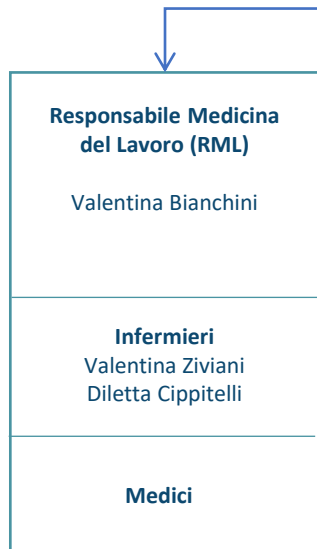 Responsabile Medicina
del Lavoro (RML)
Valentina Bianchini
Infermieri
Valentina Ziviani
Diletta Cippitelli
Medici